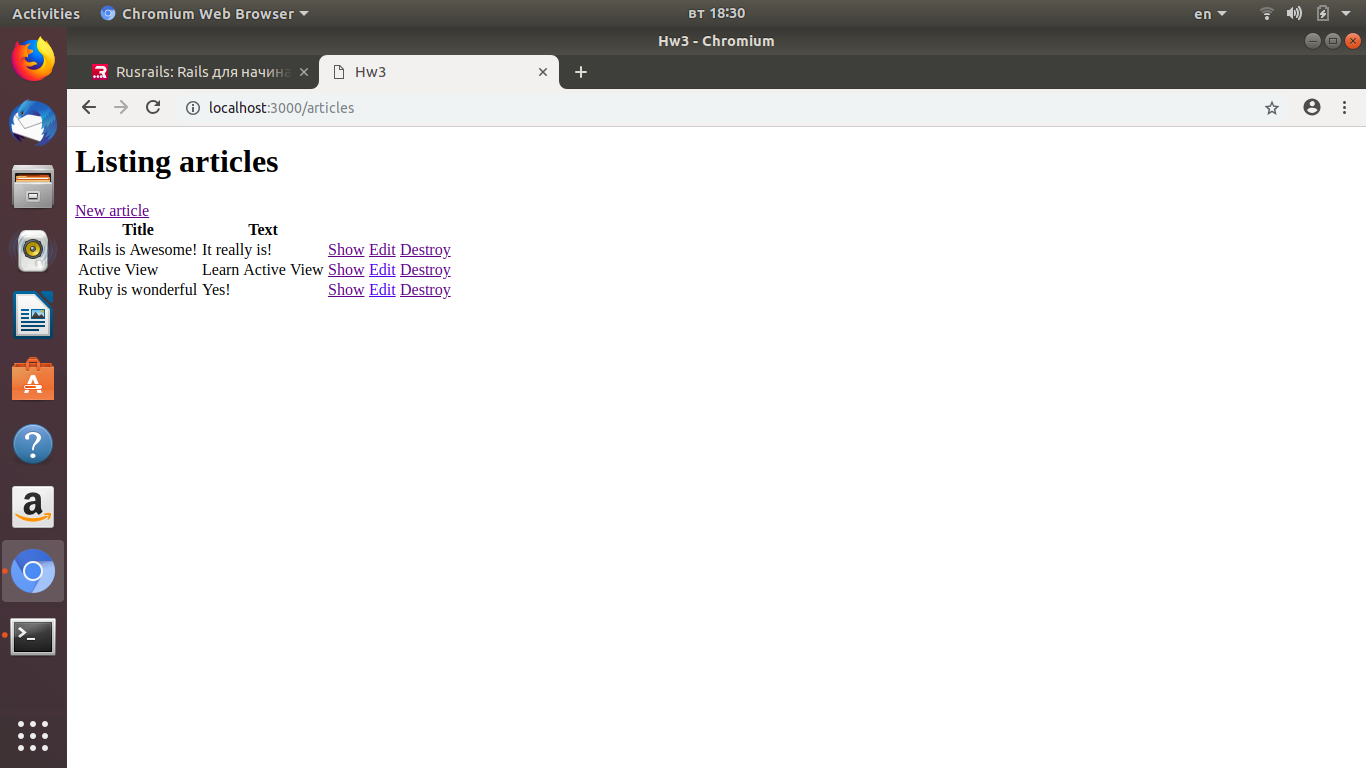 Activities Chromium Web Browser вт 18:30 en
Hw3 - Chromium
Rusrails: Rails для начина Hw3
localhost:3000/articles
Listing articles
New article
Title Text
Rails is Awesome! It really is! Show Edit Destroy
Active View Learn Active View Show Edit Destroy
Ruby is wonderful Yes! Show Edit Destroy